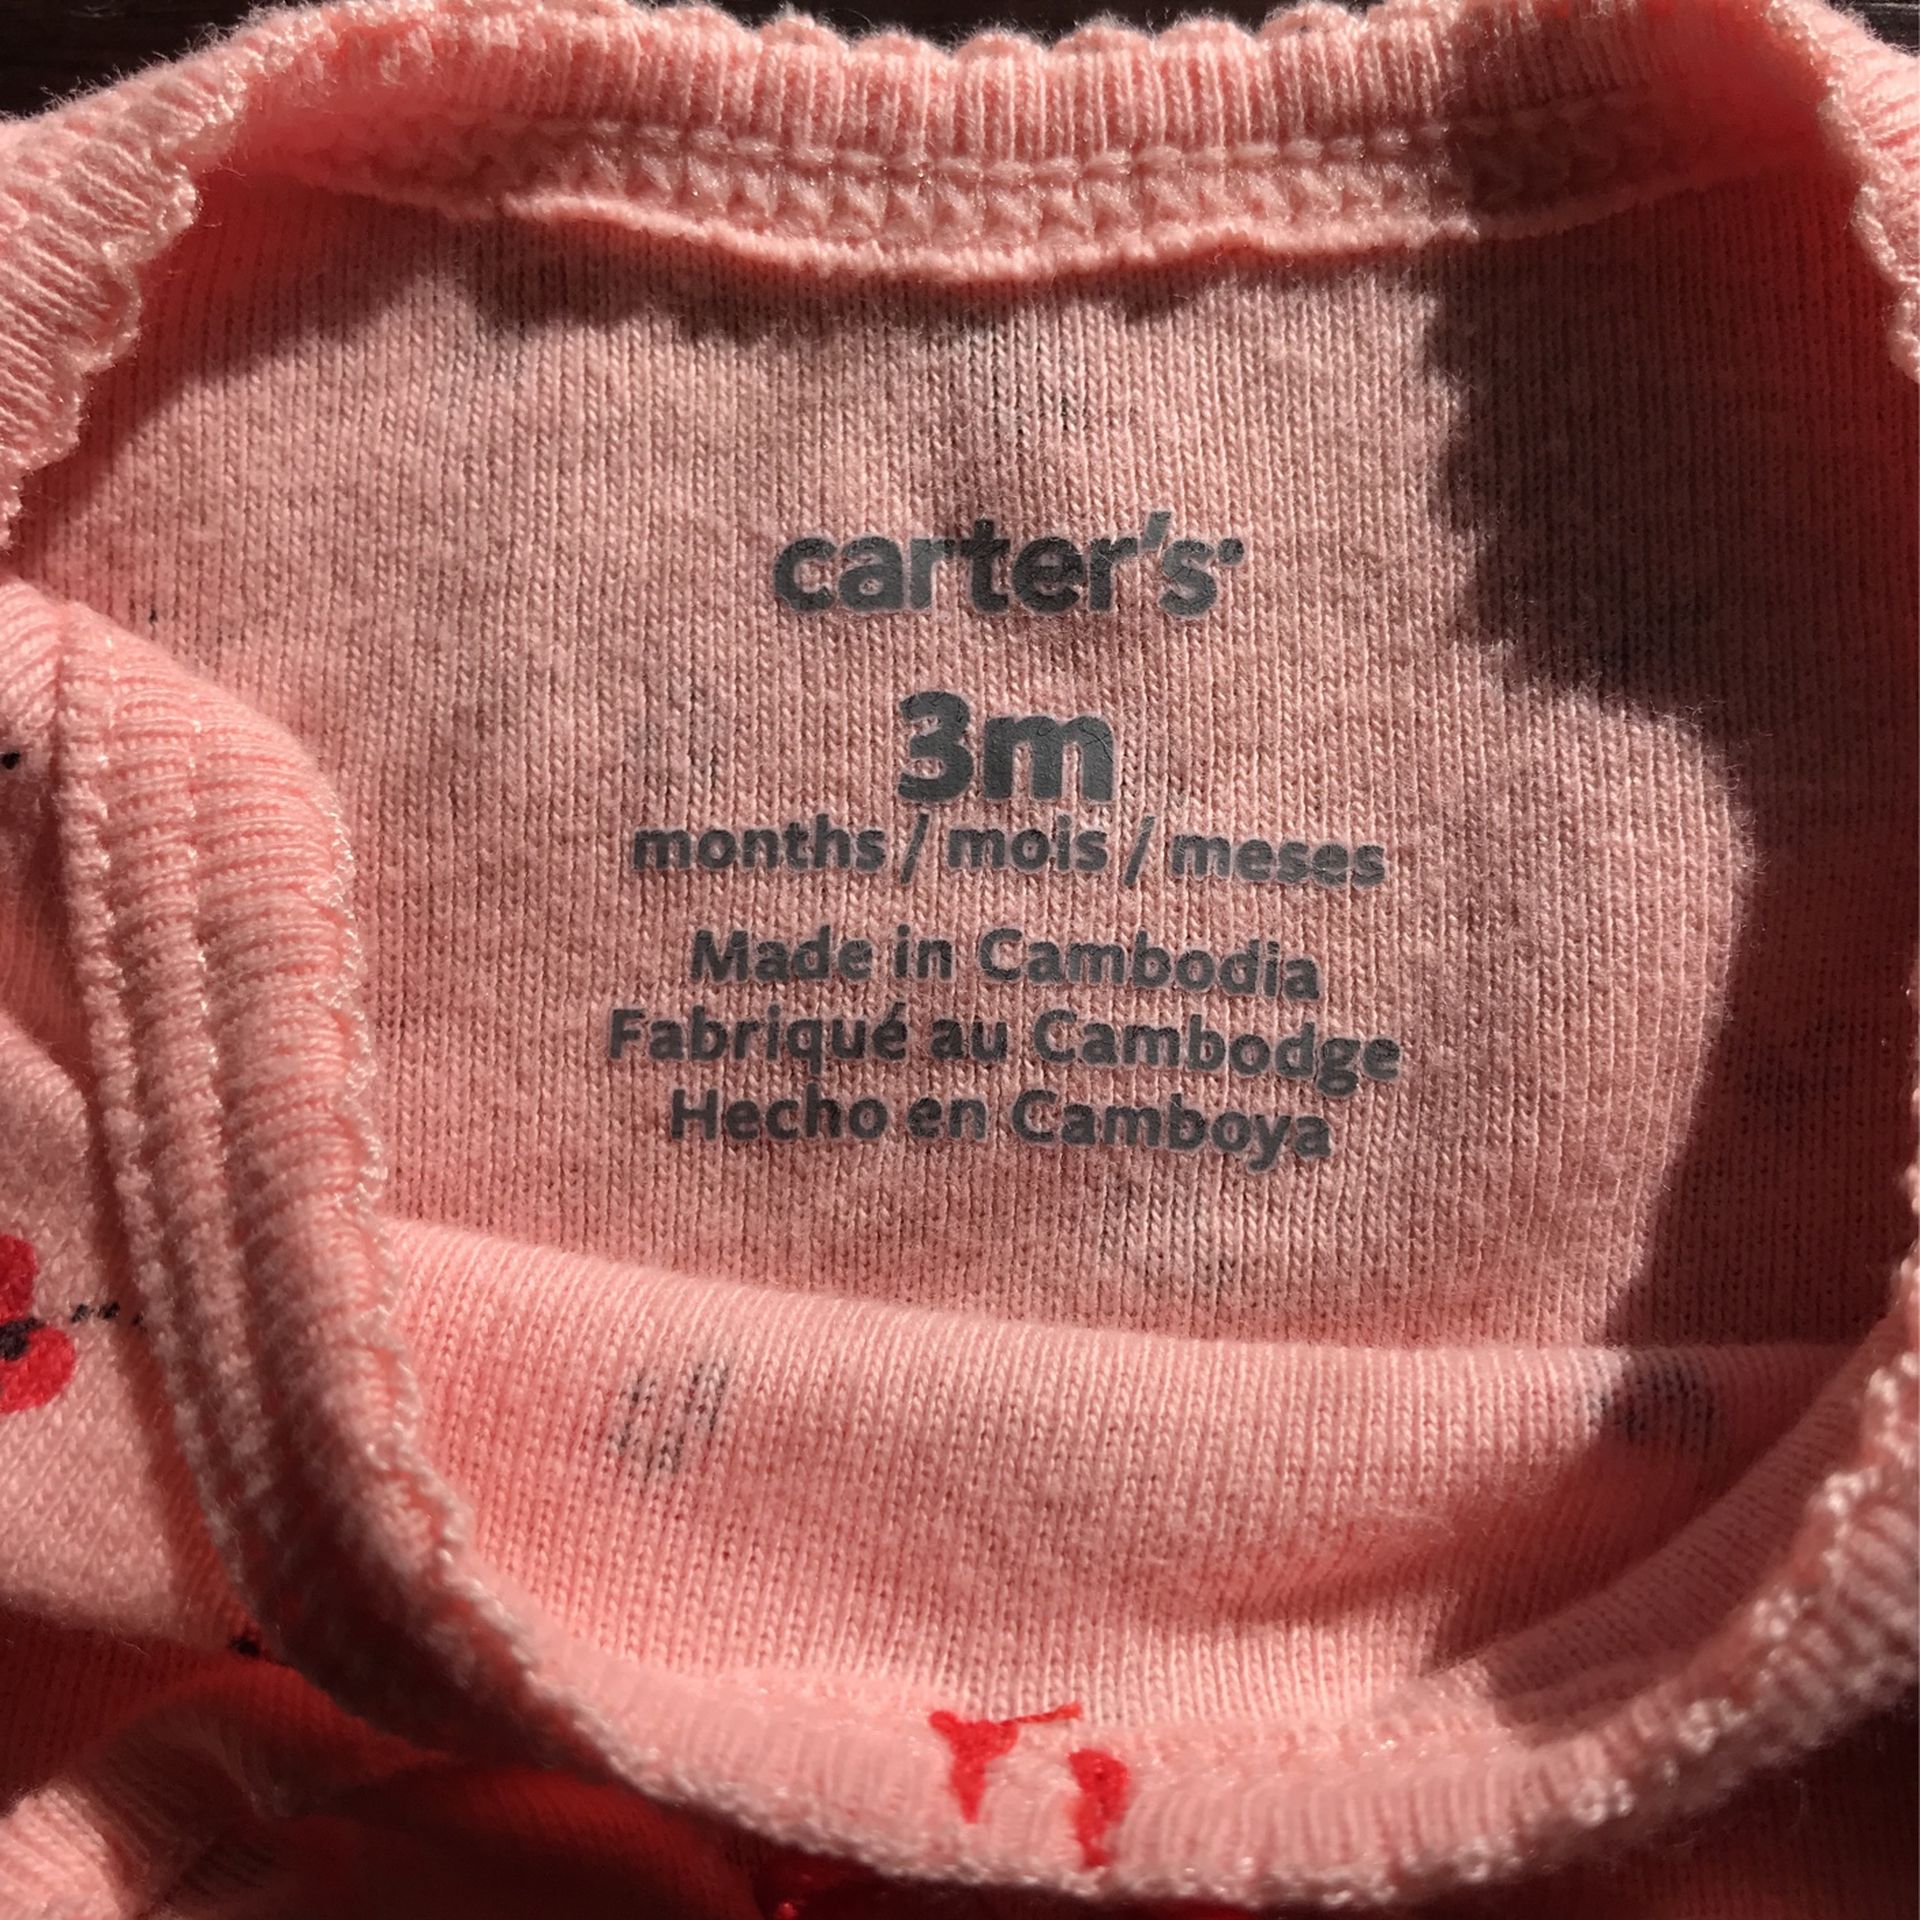 carter's
3m
months / mois / meses
Made in Cambodia
Fabriqué au Cambodge
Hecho en Camboya